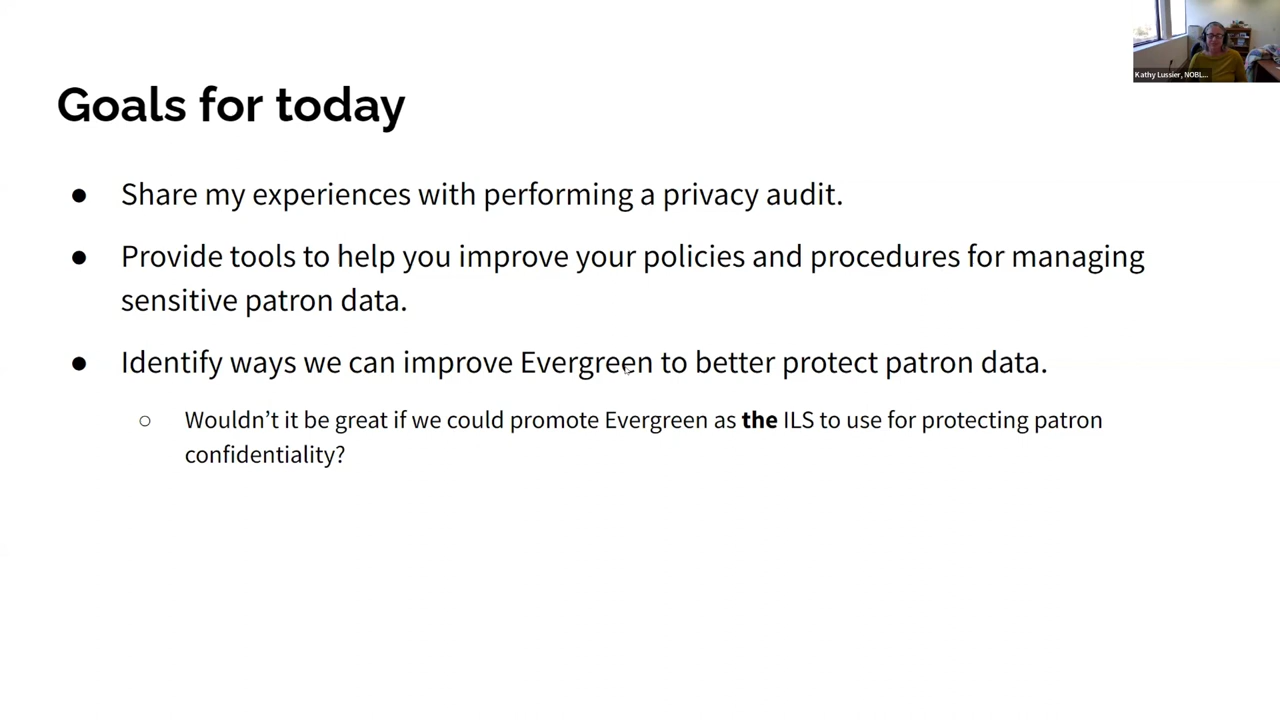 Kathy Lussier, NOBL...
Goals for today
● Share my experiences with performing a privacy audit.
● Provide tools to help you improve your policies and procedures for managing
sensitive patron data.
● Identify ways we can improve Evergreen to better protect patron data.
○ Wouldn’t it be great if we could promote Evergreen as the ILS to use for protecting patron
confidentiality?